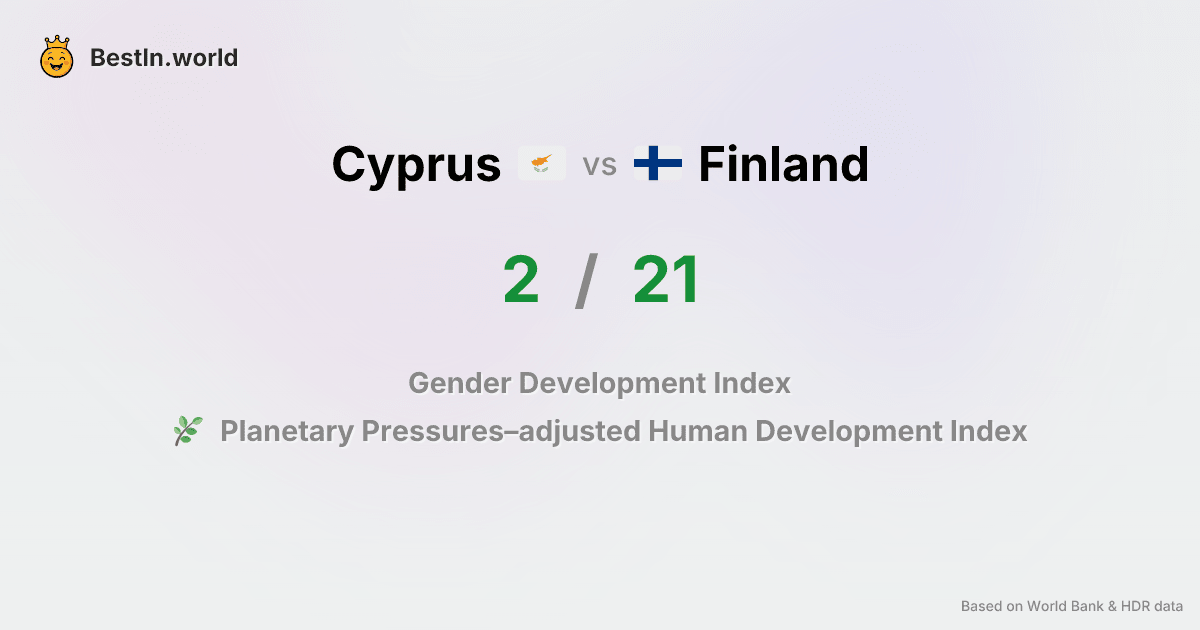 BestIn.world
Cyprus vs Finland
2 / 21
Gender Development Index
Planetary Pressures–adjusted Human Development Index
Based on World Bank & HDR data